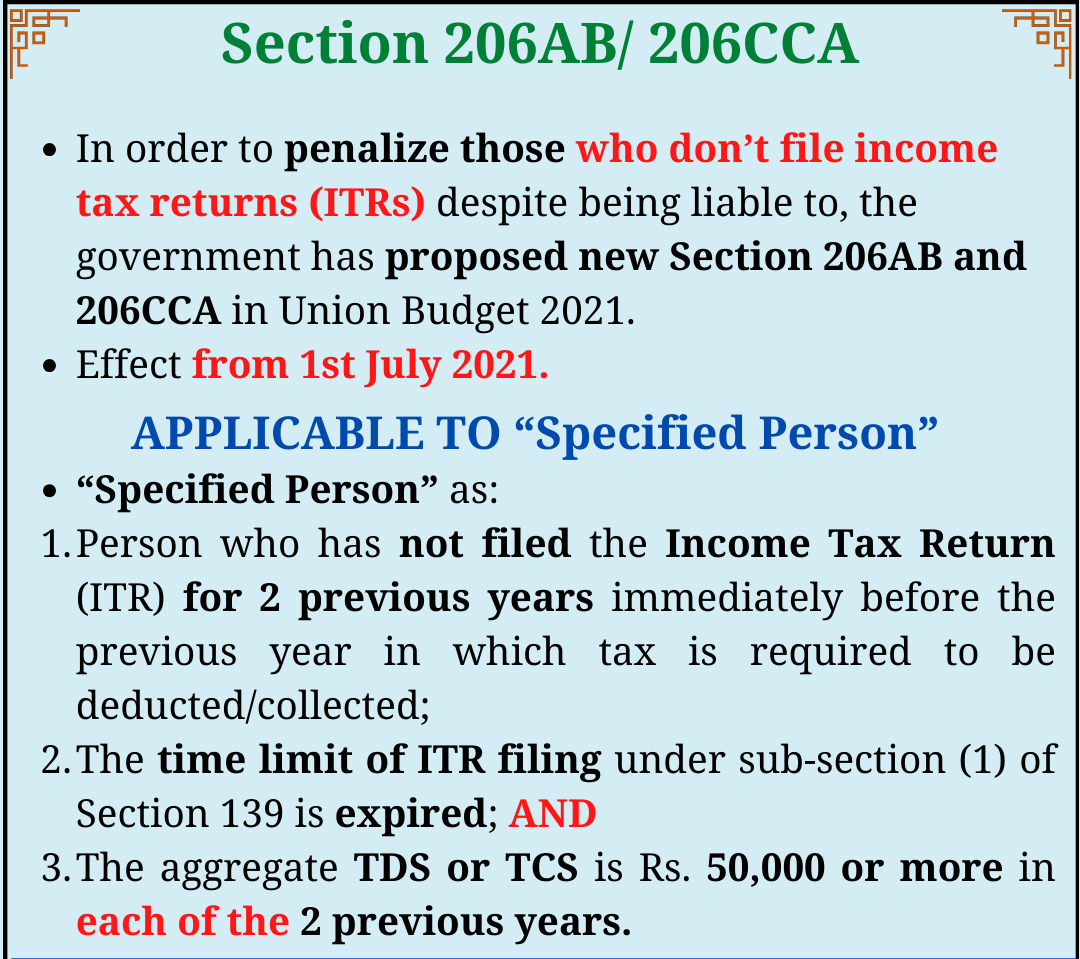 Section 206AB/ 206CCA
• In order to penalize those who don’t file income
tax returns (ITRs) despite being liable to, the
government has proposed new Section 206AB and
206CCA in Union Budget 2021.
• Effect from 1st July 2021.
APPLICABLE TO “Specified Person”
• “Specified Person” as:
1. Person who has not filed the Income Tax Return
(ITR) for 2 previous years immediately before the
previous year in which tax is required to be
deducted/collected;
2. The time limit of ITR filing under sub-section (1) of
Section 139 is expired; AND
3. The aggregate TDS or TCS is Rs. 50,000 or more in
each of the 2 previous years.